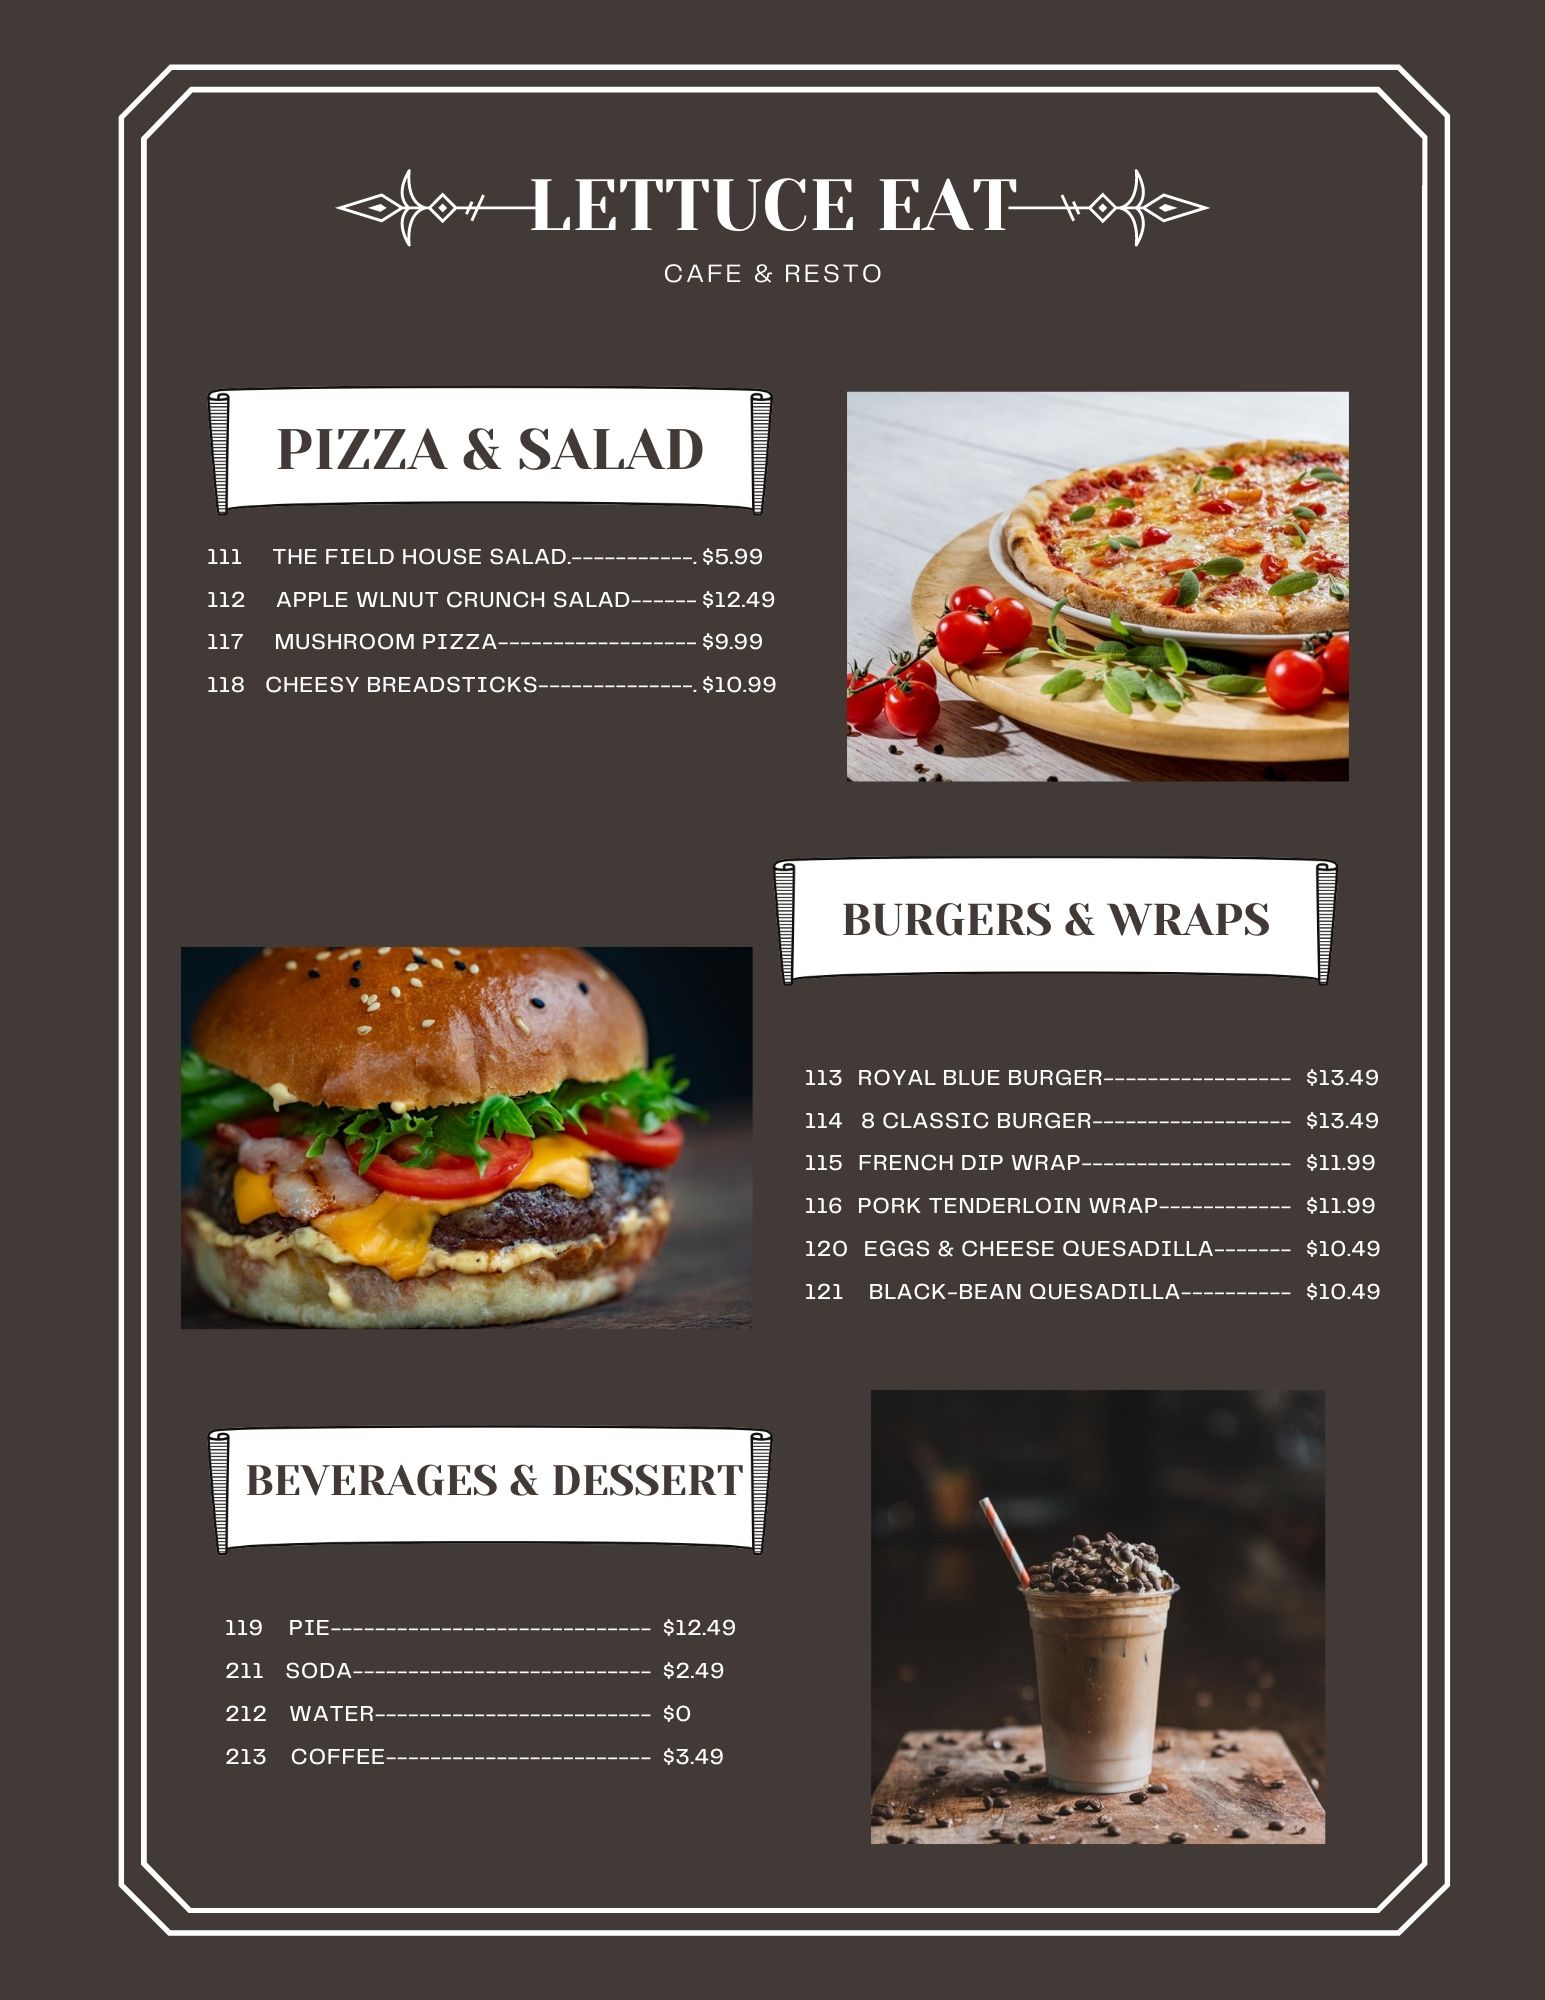 LETTUCE EAT
CAFE & RESTO
PIZZA & SALAD
111 THE FIELD HOUSE SALAD.-----------. $5.99
112 APPLE WLNUT CRUNCH SALAD------ $12.49
117 MUSHROOM PIZZA------------------ $9.99
118 CHEESY BREADSTICKS--------------. $10.99
BURGERS & WRAPS
113 ROYAL BLUE BURGER----------------- $13.49
114 8 CLASSIC BURGER------------------ $13.49
115 FRENCH DIP WRAP------------------- $11.99
116 PORK TENDERLOIN WRAP------------ $11.99
120 EGGS & CHEESE QUESADILLA------- $10.49
121 BLACK-BEAN QUESADILLA---------- $10.49
BEVERAGES & DESSERT
119 PIE----------------------------- $12.49
211 SODA--------------------------- $2.49
212 WATER------------------------- $0
213 COFFEE------------------------ $3.49